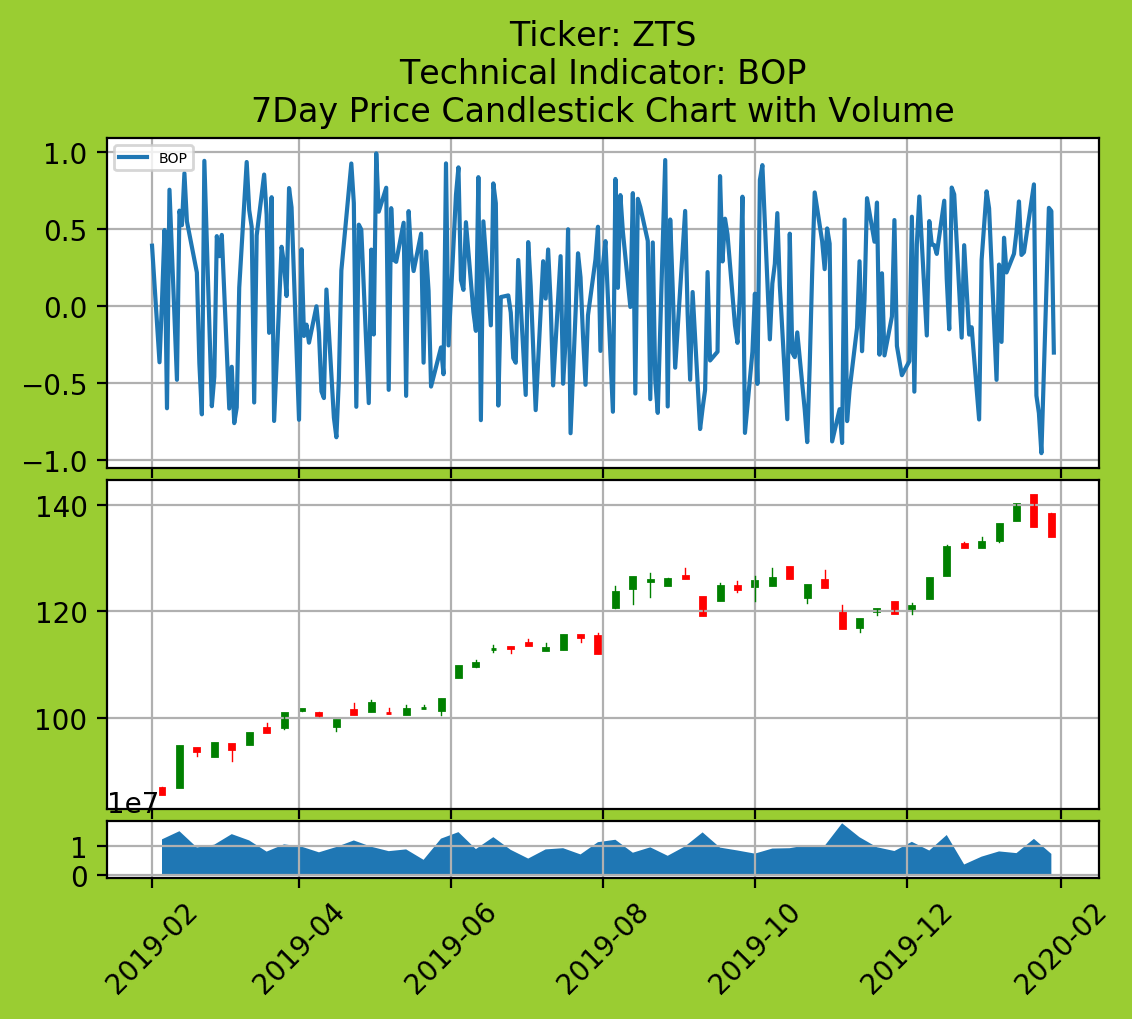 Ticker: ZTS
Technical Indicator: BOP
7Day Price Candlestick Chart with Volume
1.0
BOP
0.5
0.0
−0.5
−1.0
140
120
100
1e7
1
0
2019-02 2019-04 2019-06 2019-08 2019-10 2019-12 2020-02